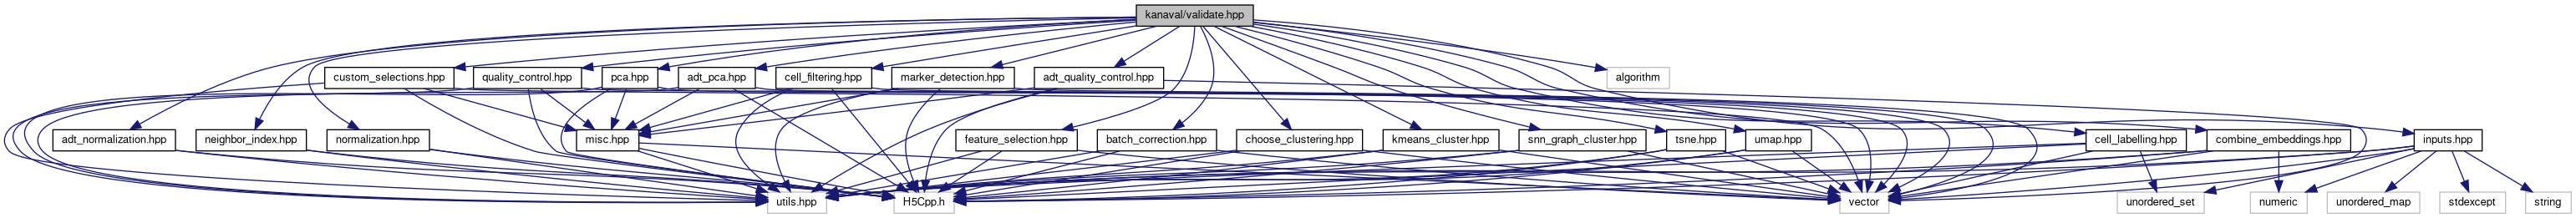 kanaval/validate.hpp
custom_selections.hpp
quality_control.hpp
pca.hpp
adt_pca.hpp
cell_filtering.hpp
marker_detection.hpp
adt_quality_control.hpp
algorithm
adt_normalization.hpp
neighbor_index.hpp
normalization.hpp
misc.hpp
feature_selection.hpp
batch_correction.hpp
choose_clustering.hpp
kmeans_cluster.hpp
snn_graph_cluster.hpp
tsne.hpp
umap.hpp
cell_labelling.hpp
combine_embeddings.hpp
inputs.hpp
utils.hpp
H5Cpp.h
vector
unordered_set
numeric
unordered_map
stdexcept
string